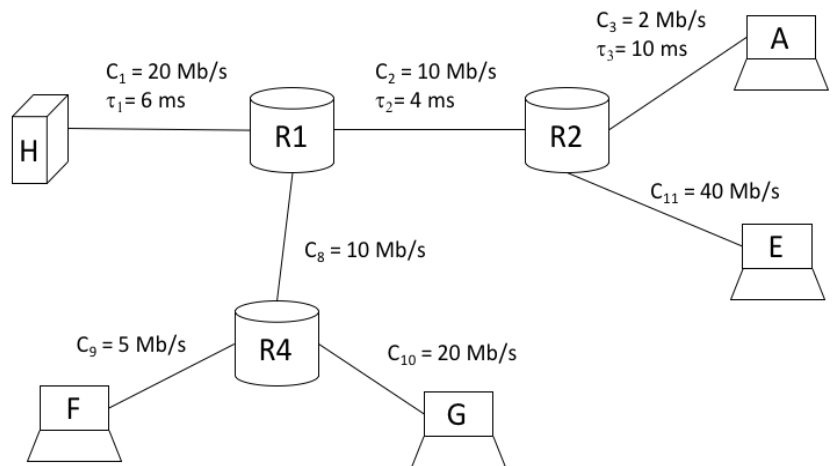 C₃ = 2 Mb/s
τ₃= 10 ms
A
C₁ = 20 Mb/s
τ₁= 6 ms
C₂ = 10 Mb/s
τ₂= 4 ms
H
R1
R2
C₁₁ = 40 Mb/s
E
C₈ = 10 Mb/s
C₉ = 5 Mb/s
R4
C₁₀ = 20 Mb/s
F
G